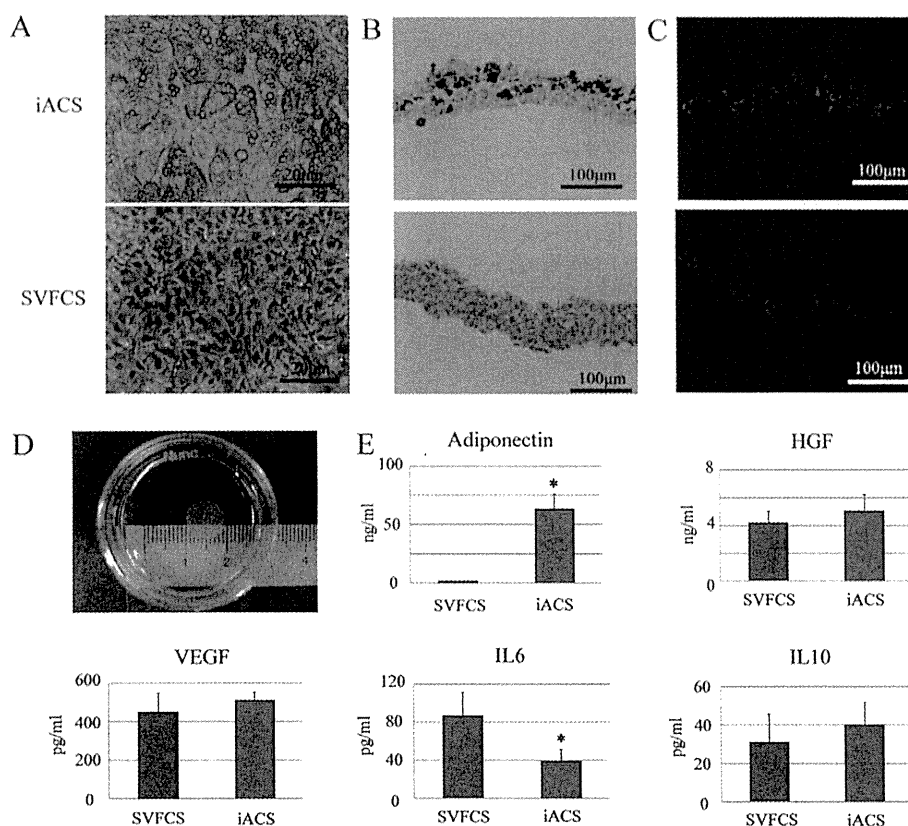 A
B
C
iACS
20μm
100μm
100μm
SVFCS
20μm
100μm
100μm
D
E
1 2 4
Adiponectin
100
50
0
ng/ml
*
SVFCS iACS
HGF
8
4
0
ng/ml
SVFCS iACS
VEGF
600
400
200
0
pg/ml
SVFCS iACS
IL6
120
80
40
0
pg/ml
*
SVFCS iACS
IL10
60
40
20
0
pg/ml
SVFCS iACS